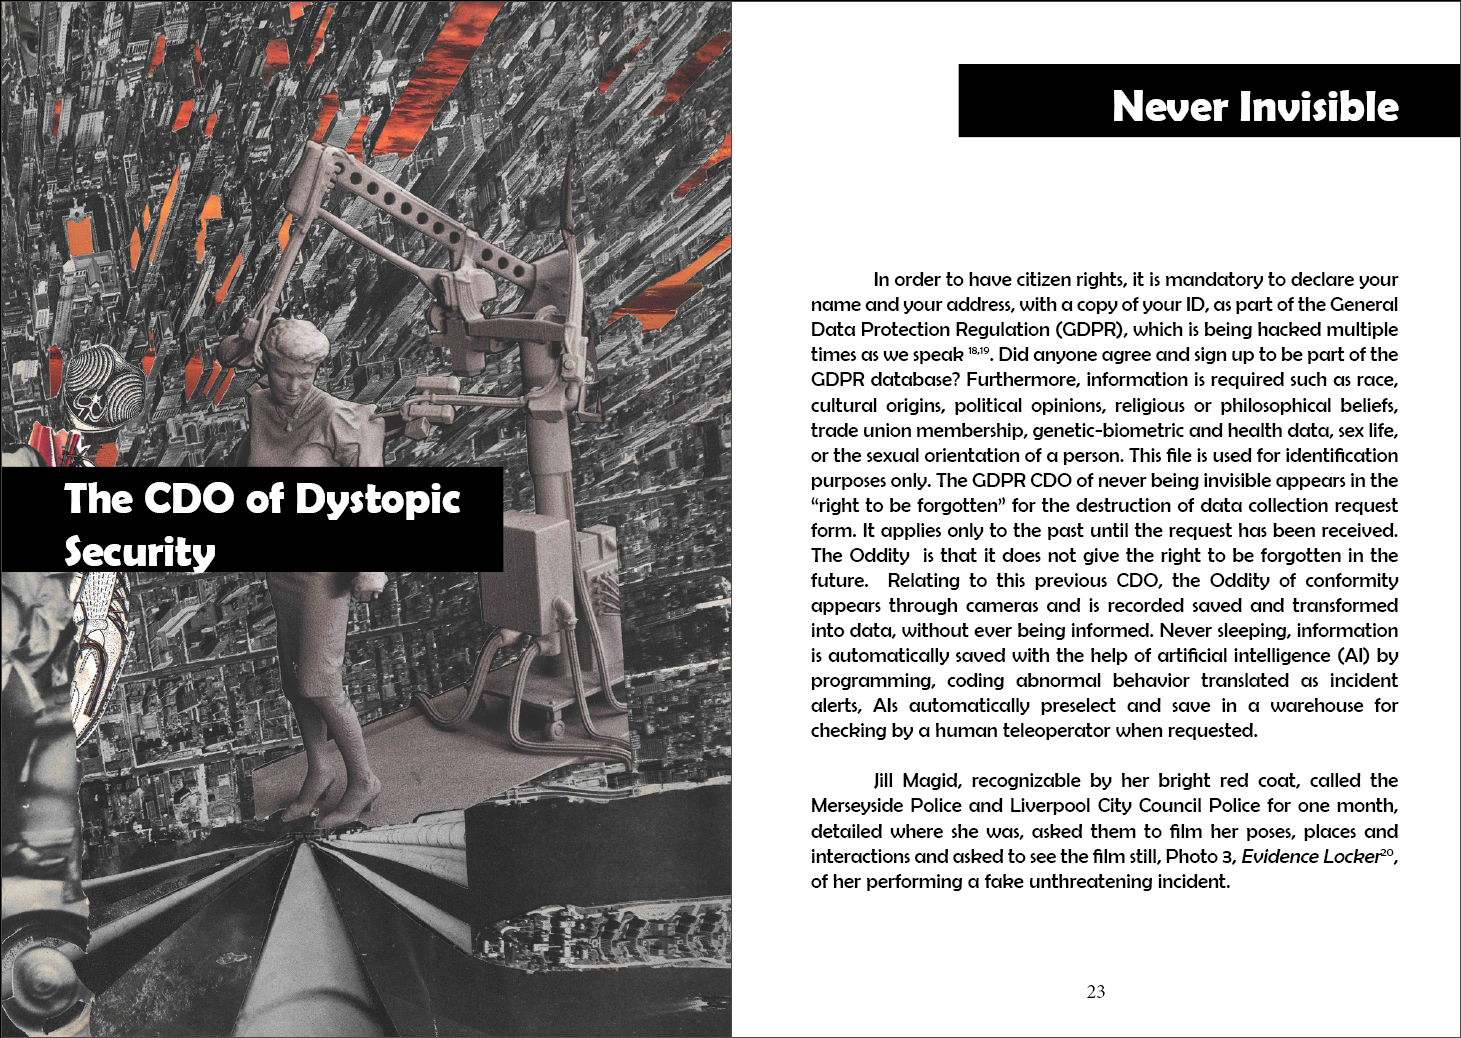 The CDO of Dystopic
Security
Never Invisible
In order to have citizen rights, it is mandatory to declare your
name and your address, with a copy of your ID, as part of the General
Data Protection Regulation (GDPR), which is being hacked multiple
times as we speak 18,19. Did anyone agree and sign up to be part of the
GDPR database? Furthermore, information is required such as race,
cultural origins, political opinions, religious or philosophical beliefs,
trade union membership, genetic-biometric and health data, sex life,
or the sexual orientation of a person. This file is used for identification
purposes only. The GDPR CDO of never being invisible appears in the
“right to be forgotten” for the destruction of data collection request
form. It applies only to the past until the request has been received.
The Oddity  is that it does not give the right to be forgotten in the
future.  Relating to this previous CDO, the Oddity of conformity
appears through cameras and is recorded saved and transformed
into data, without ever being informed. Never sleeping, information
is automatically saved with the help of artificial intelligence (AI) by
programming, coding abnormal behavior translated as incident
alerts, AIs automatically preselect and save in a warehouse for
checking by a human teleoperator when requested.
Jill Magid, recognizable by her bright red coat, called the
Merseyside Police and Liverpool City Council Police for one month,
detailed where she was, asked them to film her poses, places and
interactions and asked to see the film still, Photo 3, Evidence Locker20,
of her performing a fake unthreatening incident.
23